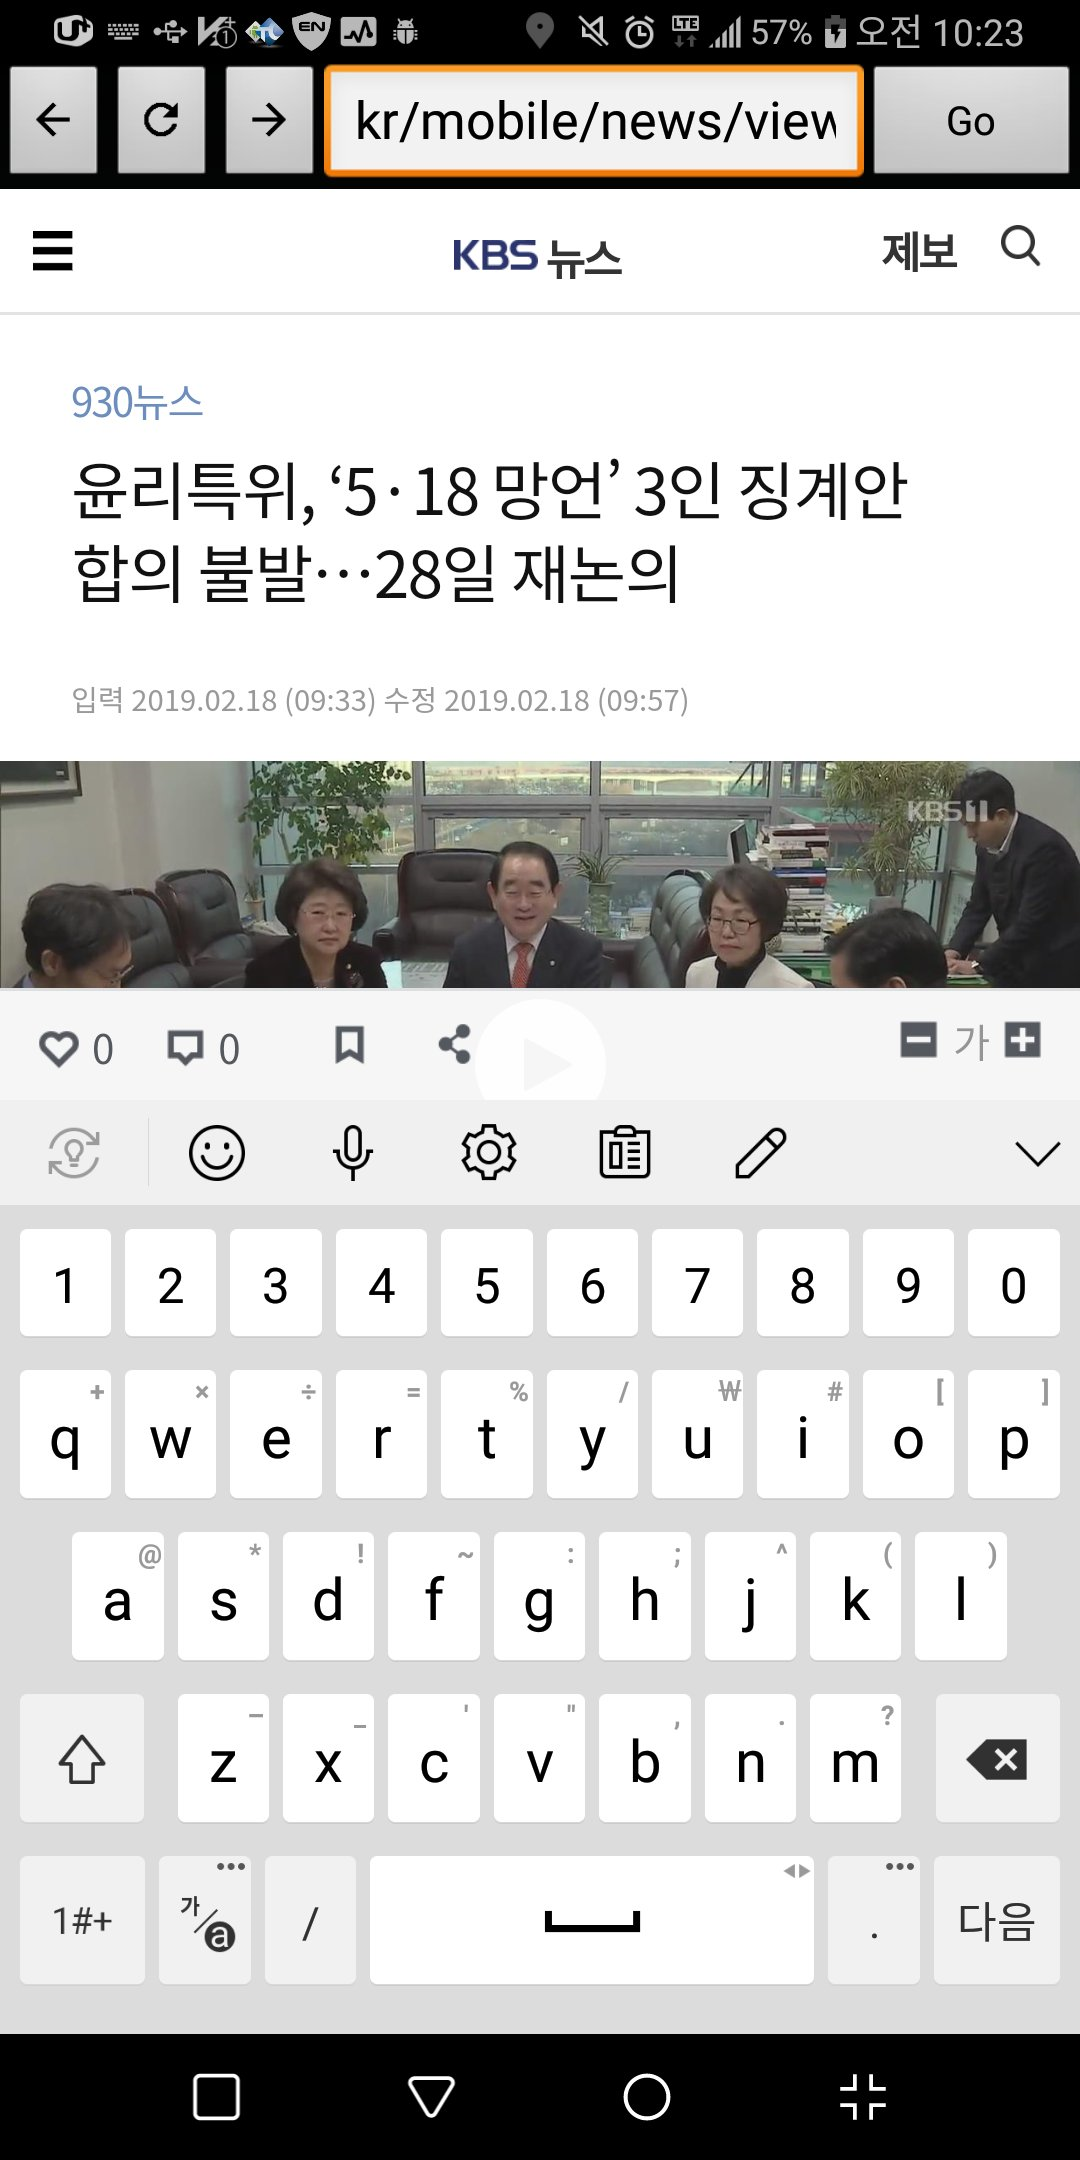 EN
LTE
57%
오전 10:23
kr/mobile/news/view
Go
KBS 뉴스
제보
930뉴스
윤리특위, ‘5·18 망언’ 3인 징계안
합의 불발…28일 재논의
입력 2019.02.18 (09:33) 수정 2019.02.18 (09:57)
KBS 1
0
0
가
1 2 3 4 5 6 7 8 9 0
+ × ÷ = % / ₩ # [ ]
q w e r t y u i o p
@ * ! ~ : ; ^ ( )
a s d f g h j k l
– _ ' " , . ?
z x c v b n m
1#+
가/a
/
.
다음